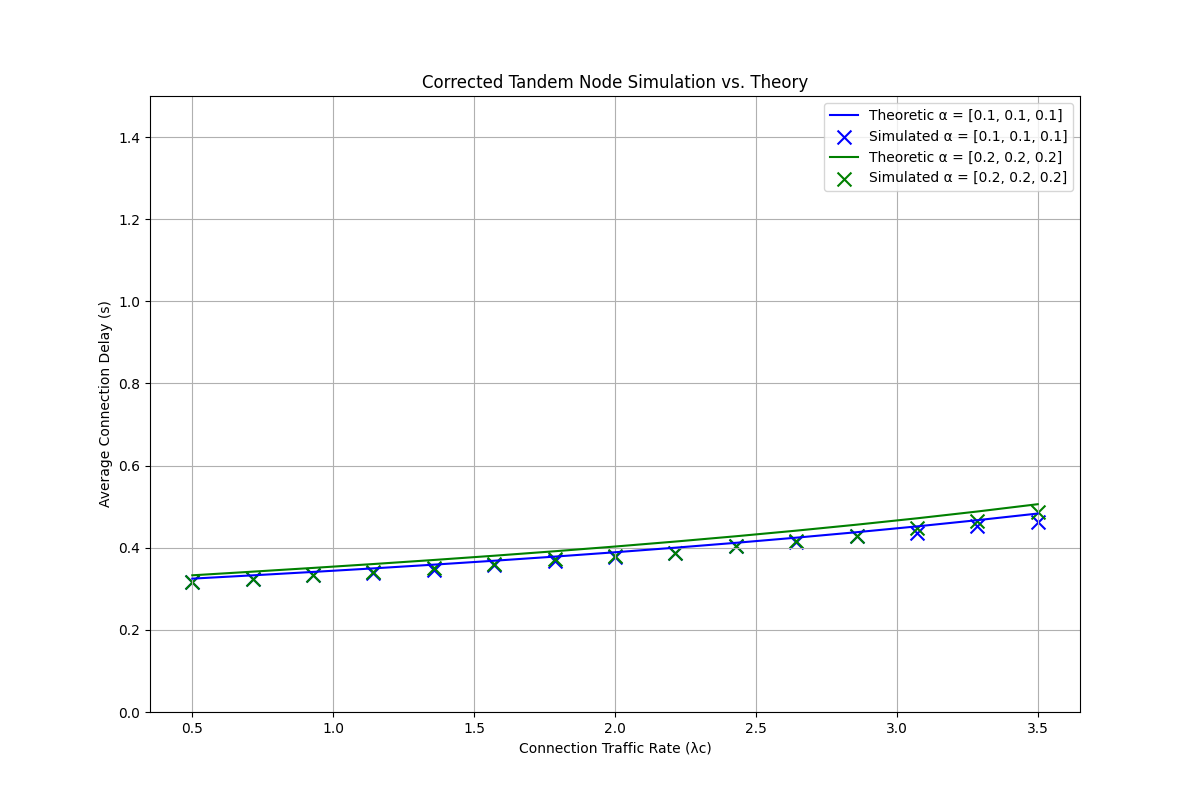 Corrected Tandem Node Simulation vs. Theory
Theoretic α = [0.1, 0.1, 0.1]
Simulated α = [0.1, 0.1, 0.1]
Theoretic α = [0.2, 0.2, 0.2]
Simulated α = [0.2, 0.2, 0.2]
Average Connection Delay (s)
1.4
1.2
1.0
0.8
0.6
0.4
0.2
0.0
0.5 1.0 1.5 2.0 2.5 3.0 3.5
Connection Traffic Rate (λc)